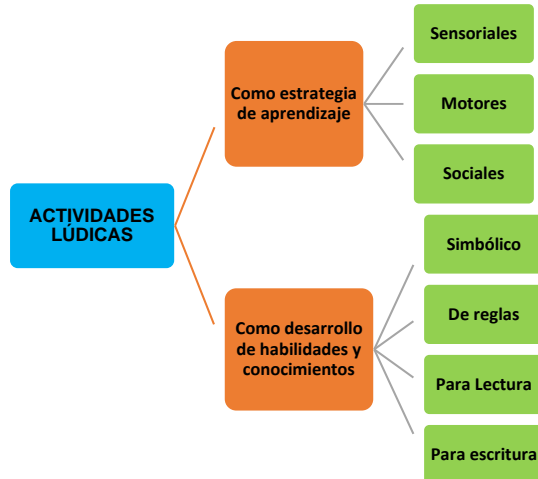 ACTIVIDADES
LÚDICAS
Como estrategia
de aprendizaje
Sensoriales
Motores
Sociales
Como desarrollo
de habilidades y
conocimientos
Simbólico
De reglas
Para Lectura
Para escritura